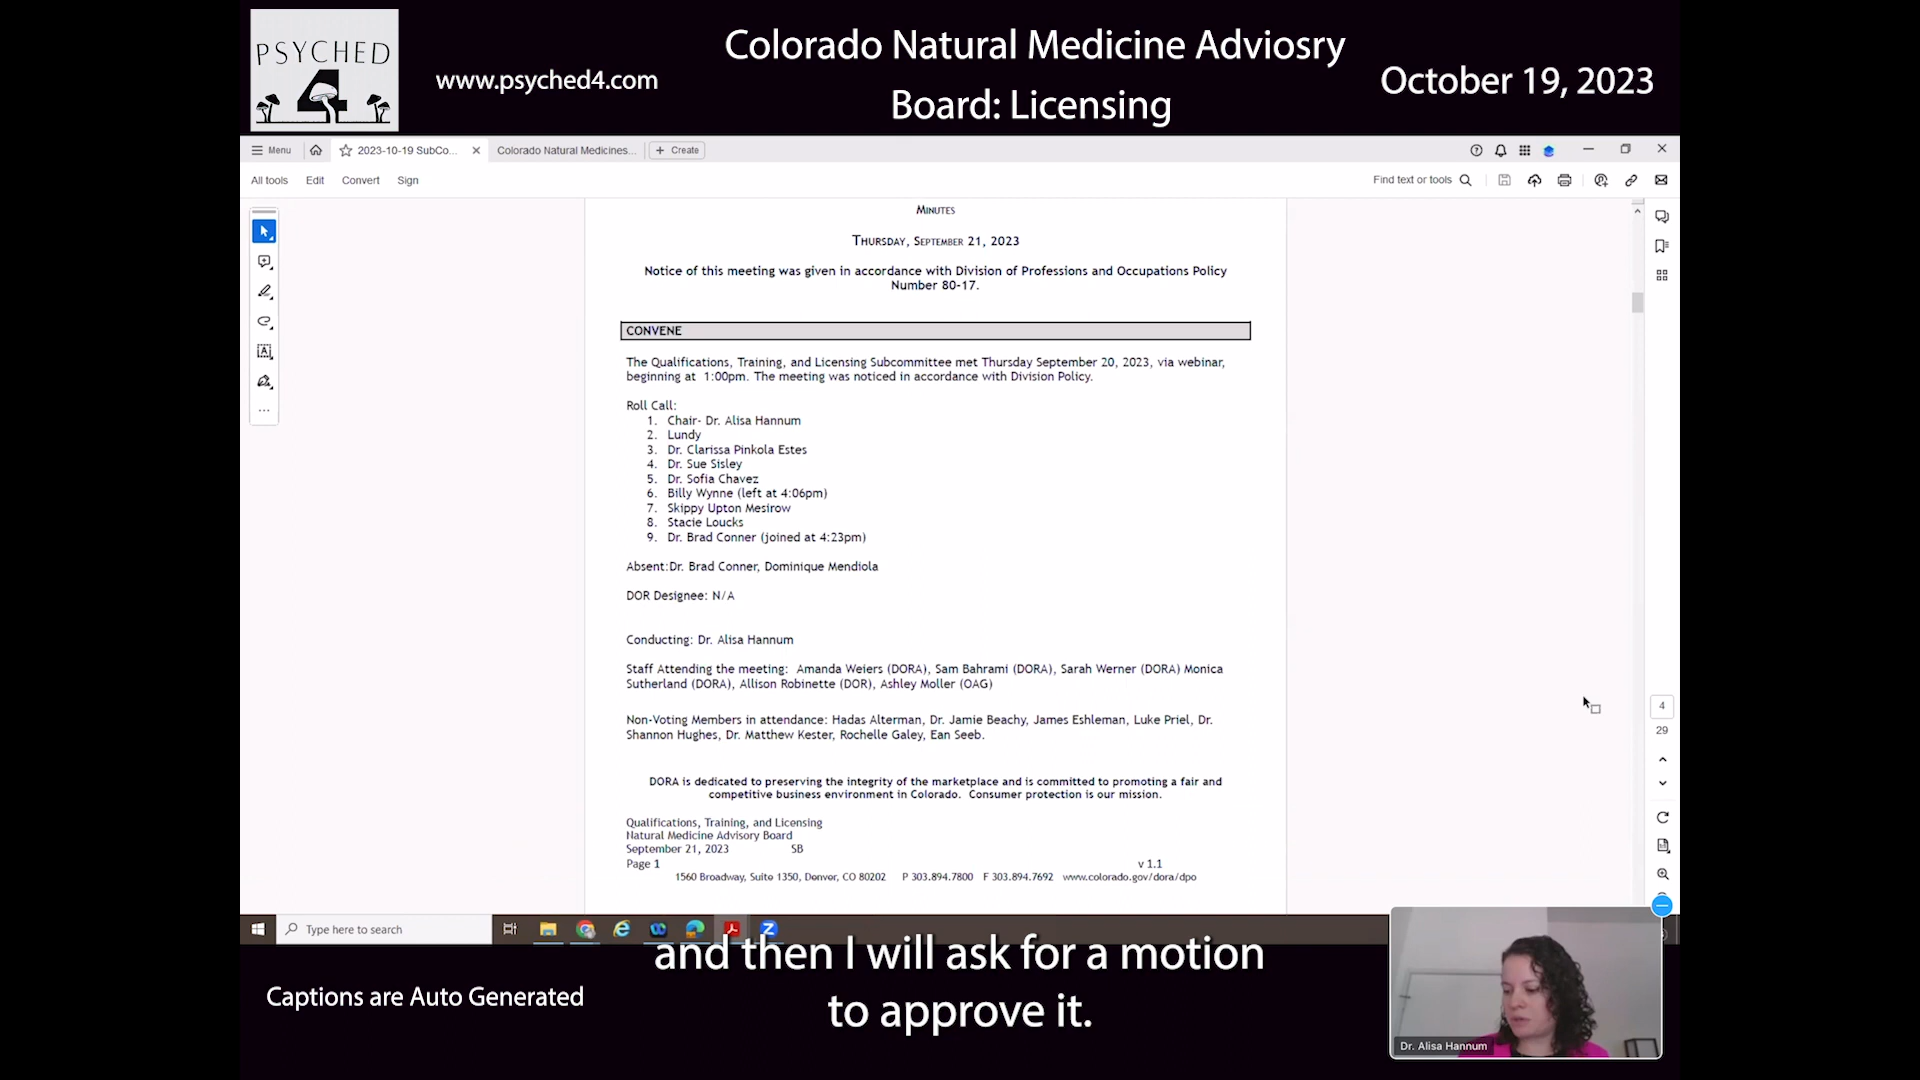 PSYCHED
4
www.psyched4.com
Colorado Natural Medicine Adviosry
Board: Licensing
October 19, 2023
Menu
2023-10-19 SubCo...
Colorado Natural Medicines...
+ Create
All tools
Edit
Convert
Sign
Find text or tools
MINUTES
THURSDAY, SEPTEMBER 21, 2023
Notice of this meeting was given in accordance with Division of Professions and Occupations Policy
Number 80-17.
CONVENE
The Qualifications, Training, and Licensing Subcommittee met Thursday September 20, 2023, via webinar,
beginning at 1:00pm. The meeting was noticed in accordance with Division Policy.
Roll Call:
1. Chair- Dr. Alisa Hannum
2. Lundy
3. Dr. Clarissa Pinkola Estes
4. Dr. Sue Sisley
5. Dr. Sofia Chavez
6. Billy Wynne (left at 4:06pm)
7. Skippy Upton Mesirow
8. Stacie Loucks
9. Dr. Brad Conner (joined at 4:23pm)
Absent:Dr. Brad Conner, Dominique Mendiola
DOR Designee: N/A
Conducting: Dr. Alisa Hannum
Staff Attending the meeting: Amanda Weiers (DORA), Sam Bahrami (DORA), Sarah Werner (DORA) Monica
Sutherland (DORA), Allison Robinette (DOR), Ashley Moller (OAG)
Non-Voting Members in attendance: Hadas Alterman, Dr. Jamie Beachy, James Eshleman, Luke Priel, Dr.
Shannon Hughes, Dr. Matthew Kester, Rochelle Galey, Ean Seeb.
DORA is dedicated to preserving the integrity of the marketplace and is committed to promoting a fair and
competitive business environment in Colorado. Consumer protection is our mission.
Qualifications, Training, and Licensing
Natural Medicine Advisory Board
September 21, 2023 SB
Page 1 v 1.1
1560 Broadway, Suite 1350, Denver, CO 80202 P 303.894.7800 F 303.894.7692 www.colorado.gov/dora/dpo
4
29
Type here to search
and then I will ask for a motion
to approve it.
Captions are Auto Generated
Dr. Alisa Hannum